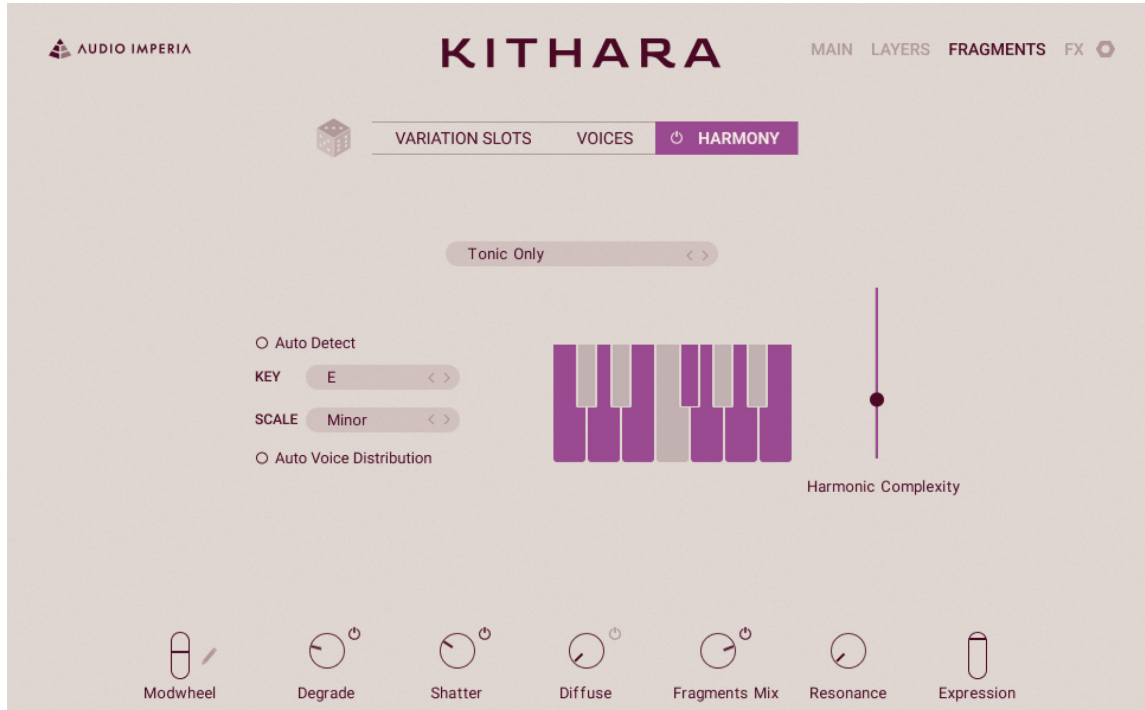 AUDIO IMPERIA
KITHARA
MAIN LAYERS FRAGMENTS FX
VARIATION SLOTS VOICES HARMONY
Tonic Only
Auto Detect
KEY E
SCALE Minor
Auto Voice Distribution
Harmonic Complexity
Modwheel Degrade Shatter Diffuse Fragments Mix Resonance Expression